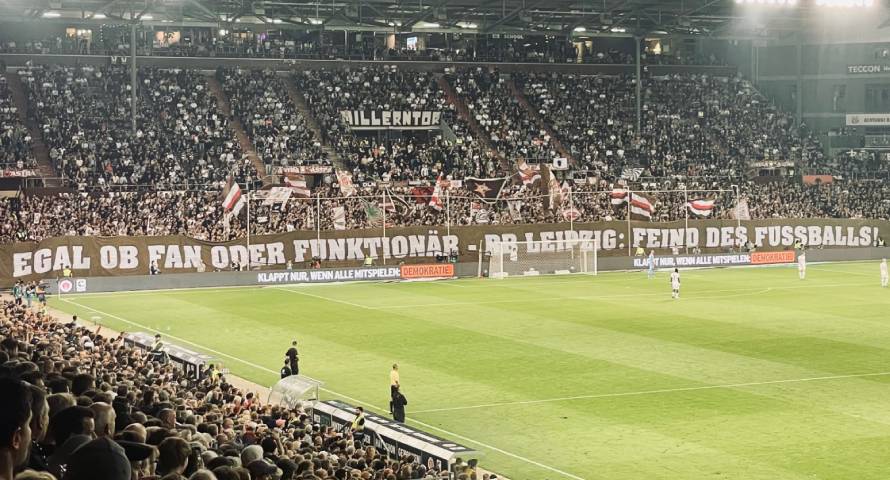 MILLERNTOR
TECCON
EGAL OB FAN ODER FUNKTIONÄR - RB LEIPZIG: FEIND DES FUSSBALLS!
KLAPPT NUR, WENN ALLE MITSPIELEN: DEMOKRATIE!
KLAPPT NUR, WENN ALLE MITSPIELEN: DEMOKRATIE!